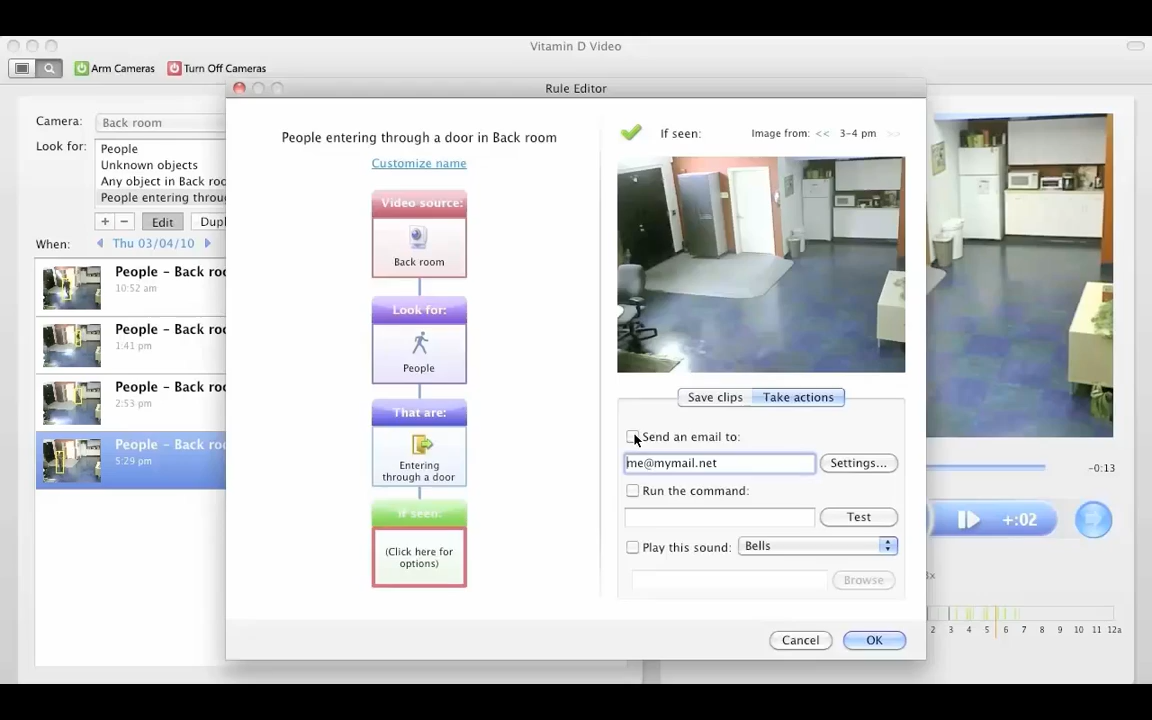 Vitamin D Video
Arm Cameras
Turn Off Cameras
Rule Editor
Camera:
Back room
Look for:
People
Unknown objects
Any object in Back roo
People entering throu
+ −
Edit
Dupl
When:
Thu 03/04/10
People – Back roo
10:52 am
People – Back roo
1:41 pm
People – Back roo
2:53 pm
People – Back roo
5:29 pm
People entering through a door in Back room
Customize name
Video source:
Back room
Look for:
People
That are:
Entering
through a door
If seen:
(Click here for
options)
If seen:
Image from: << 3–4 pm >>
Save clips
Take actions
Send an email to:
me@mymail.net
Settings...
Run the command:
Test
Play this sound:
Bells
Browse
Cancel
OK
-0:13
+:02
3x
2 3 4 5 6 7 8 9 10 11 12a